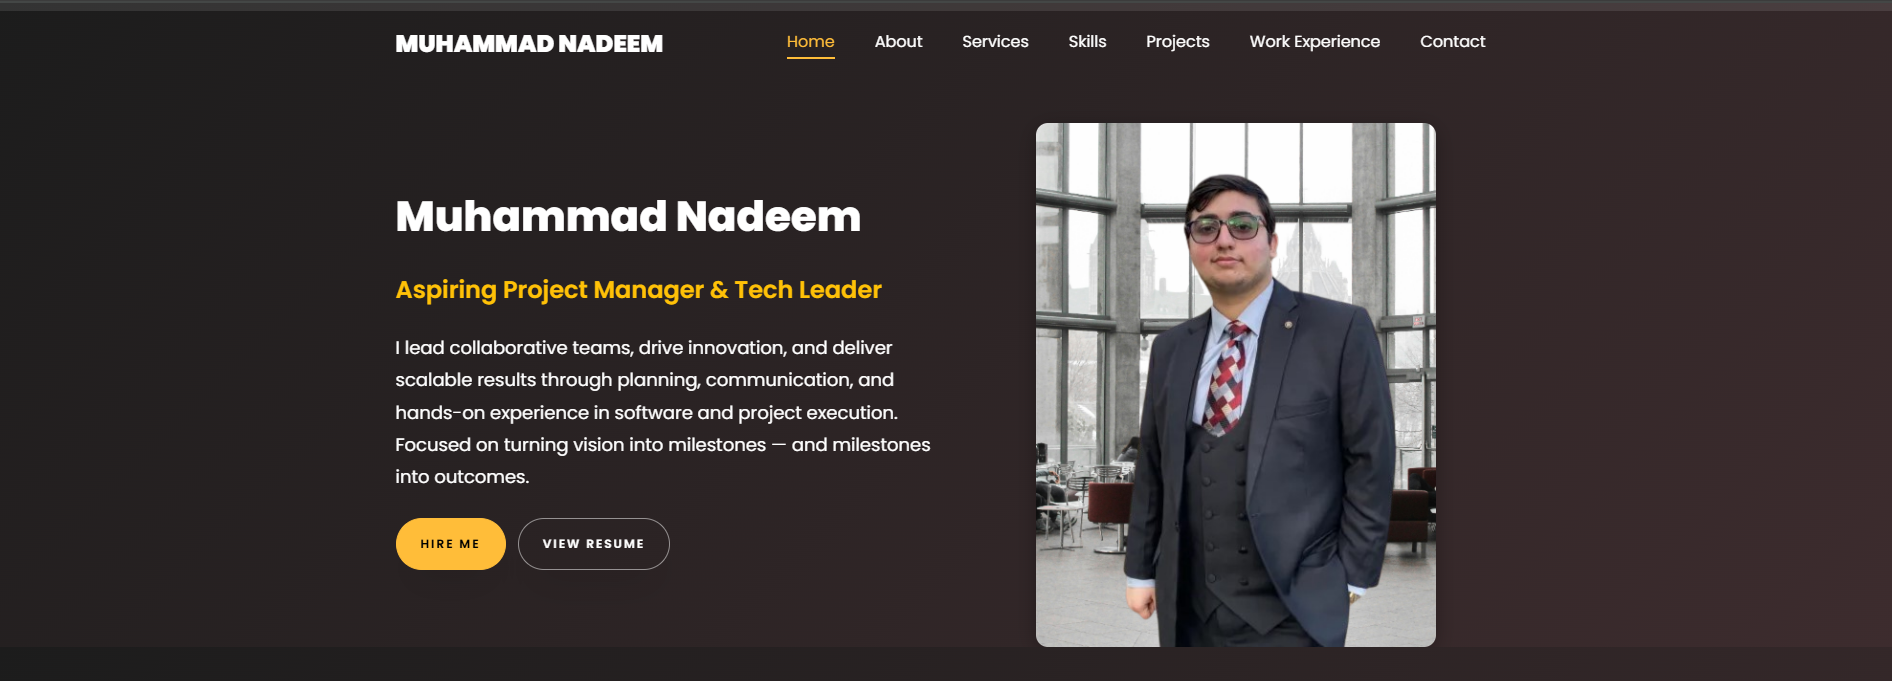 MUHAMMAD NADEEM
Home About Services Skills Projects Work Experience Contact
Muhammad Nadeem
Aspiring Project Manager & Tech Leader
I lead collaborative teams, drive innovation, and deliver
scalable results through planning, communication, and
hands-on experience in software and project execution.
Focused on turning vision into milestones — and milestones
into outcomes.
HIRE ME
VIEW RESUME